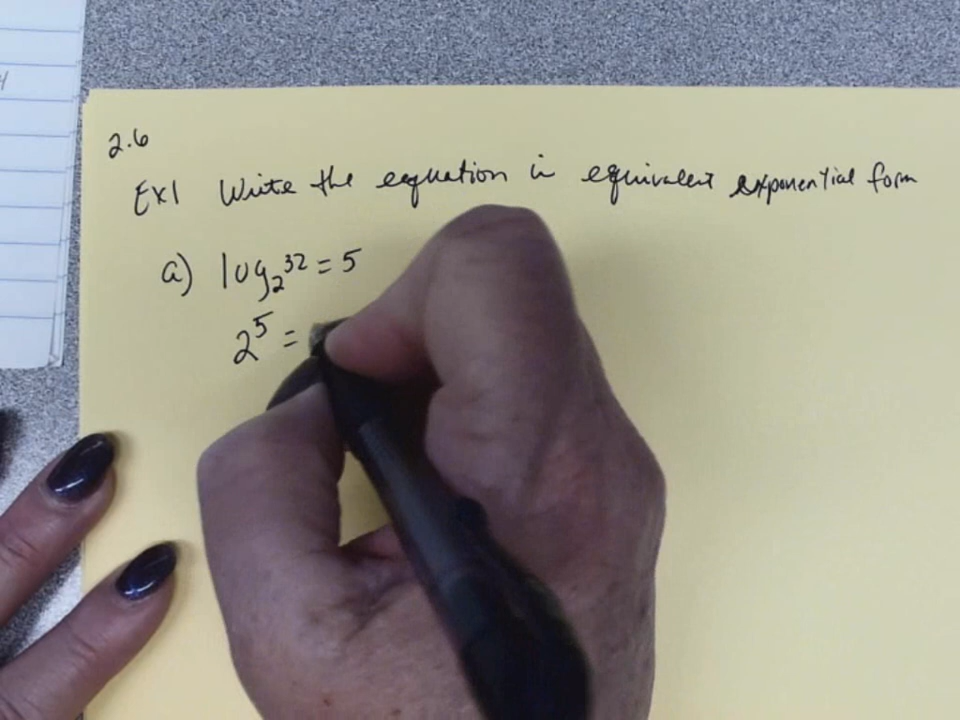 2.6
Ex1 Write the equation in equivalent exponential form
a) log₂32 = 5
2⁵ =